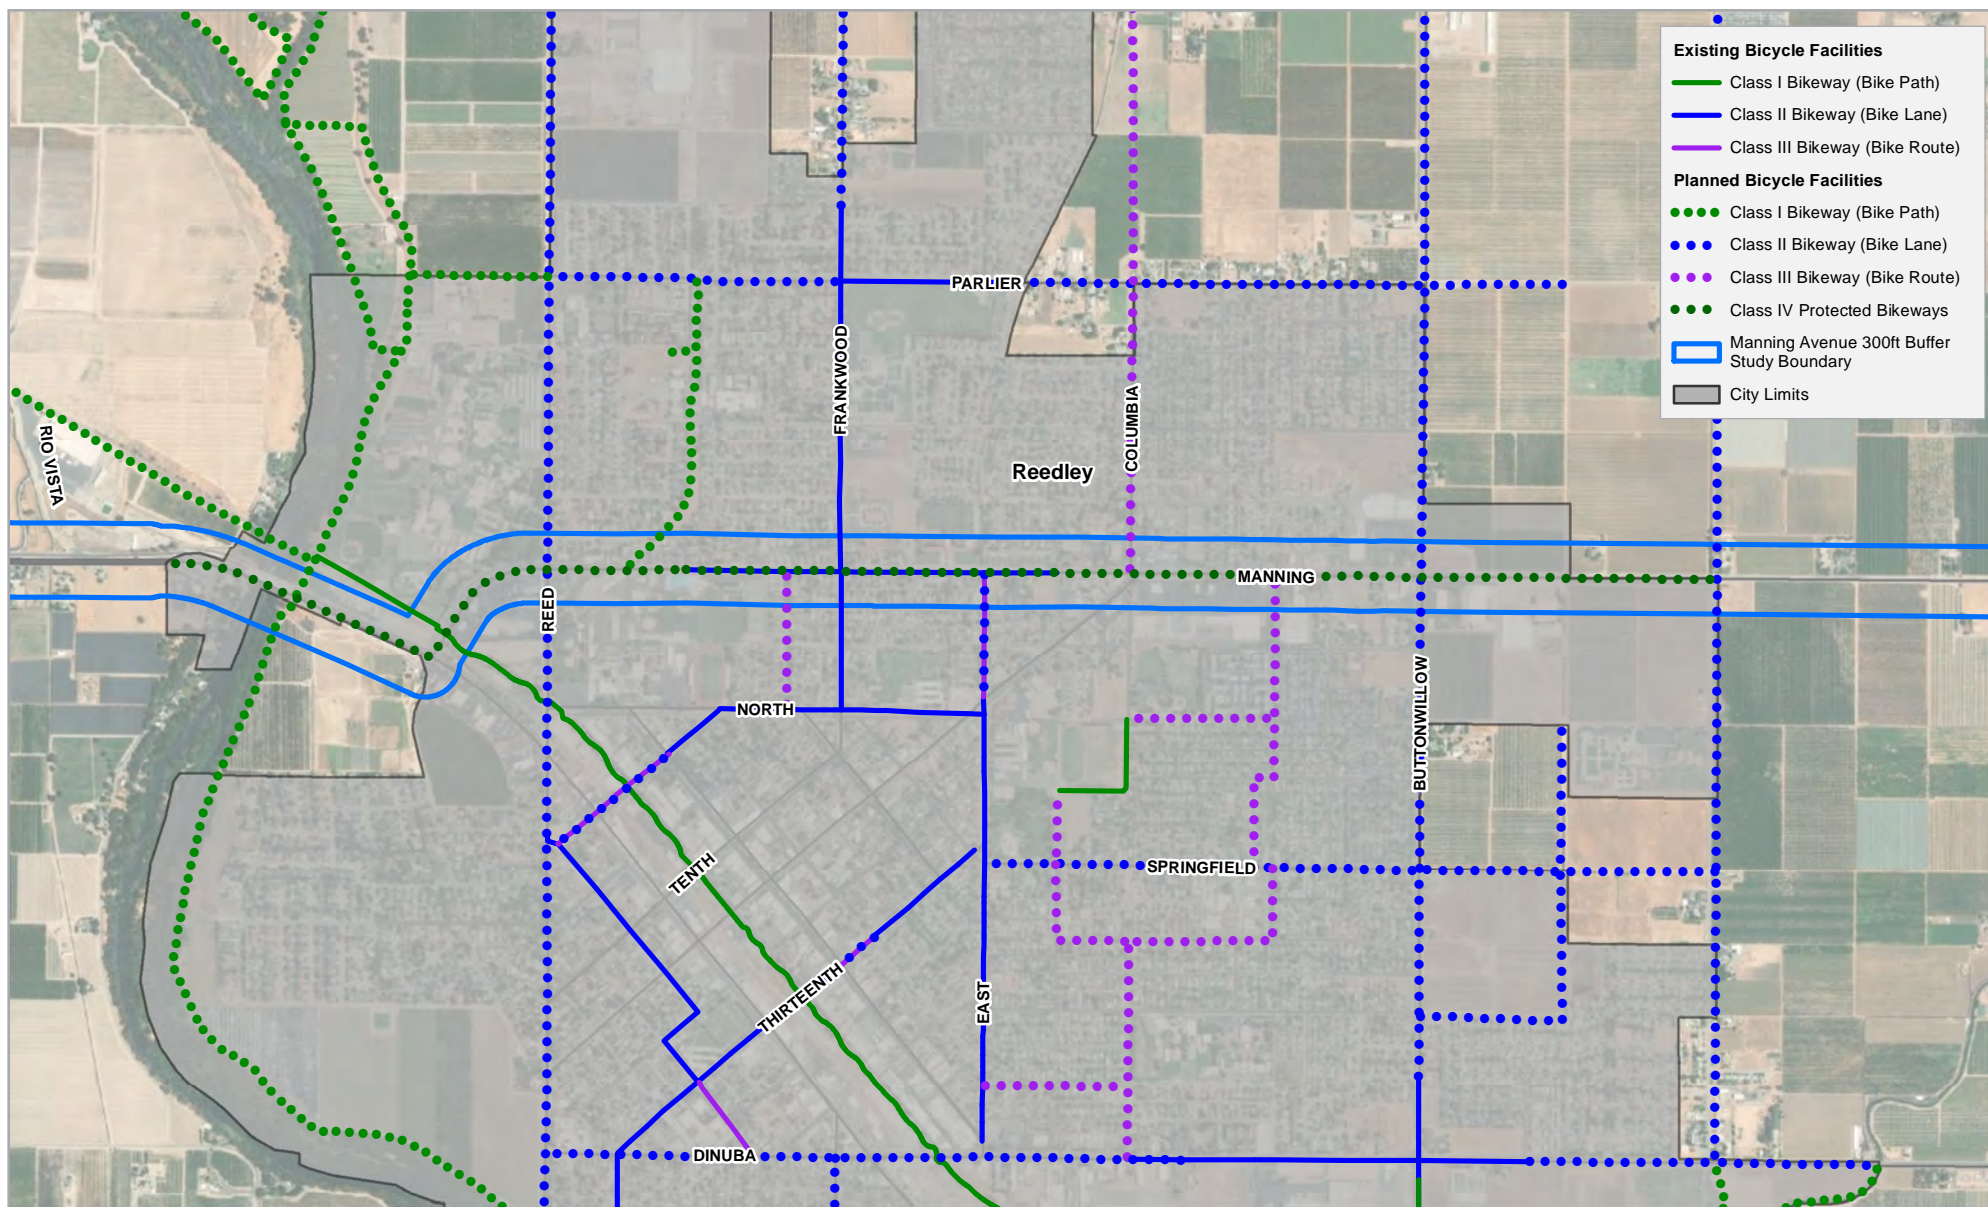 Existing Bicycle Facilities
Class I Bikeway (Bike Path)
Class II Bikeway (Bike Lane)
Class III Bikeway (Bike Route)
Planned Bicycle Facilities
Class I Bikeway (Bike Path)
Class II Bikeway (Bike Lane)
Class III Bikeway (Bike Route)
Class IV Protected Bikeways
Manning Avenue 300ft Buffer
Study Boundary
City Limits
PARLIER
FRANKWOOD
COLUMBIA
RIO VISTA
Reedley
MANNING
REED
NORTH
BUTTONWILLOW
TENTH
SPRINGFIELD
THIRTEENTH
EAST
DINUBA